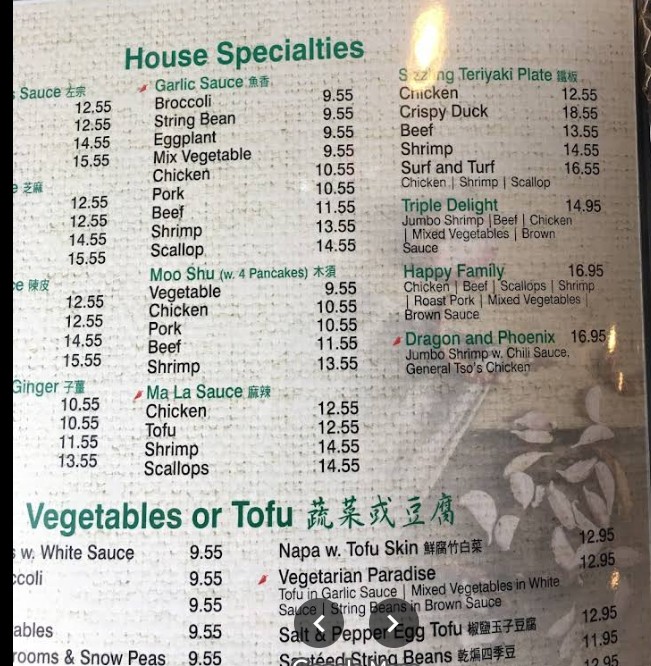 House Specialties
Sauce 左宗
12.55
12.55
14.55
15.55
芝麻
12.55
12.55
14.55
15.55
陳皮
12.55
12.55
14.55
15.55
Ginger 子薑
10.55
10.55
11.55
13.55
Garlic Sauce 魚香
Broccoli 9.55
String Bean 9.55
Eggplant 9.55
Mix Vegetable 9.55
Chicken 10.55
Pork 10.55
Beef 11.55
Shrimp 13.55
Scallop 14.55
Moo Shu (w. 4 Pancakes) 木須
Vegetable 9.55
Chicken 10.55
Pork 10.55
Beef 11.55
Shrimp 13.55
Ma La Sauce 麻辣
Chicken 12.55
Tofu 12.55
Shrimp 14.55
Scallops 14.55
Teriyaki Plate 鐵板
Chicken 12.55
Crispy Duck 18.55
Beef 13.55
Shrimp 14.55
Surf and Turf 16.55
Chicken | Shrimp | Scallop
Triple Delight 14.95
Jumbo Shrimp |Beef | Chicken
| Mixed Vegetables | Brown
Sauce
Happy Family 16.95
Chicken | Beef | Scallops | Shrimp
| Roast Pork | Mixed Vegetables |
Brown Sauce
Dragon and Phoenix 16.95
Jumbo Shrimp w. Chili Sauce,
General Tso's Chicken
Vegetables or Tofu 蔬菜或豆腐
w. White Sauce 9.55
9.55
9.55
9.55
& Snow Peas 9.55
Napa w. Tofu Skin 鮮腐竹白菜 12.95
Vegetarian Paradise 12.95
Tofu in Garlic Sauce | Mixed Vegetables in White
Sauce | String Beans in Brown Sauce
Salt & Pepper Egg Tofu 椒鹽玉子豆腐 12.95
String Beans 乾煸四季豆 11.95